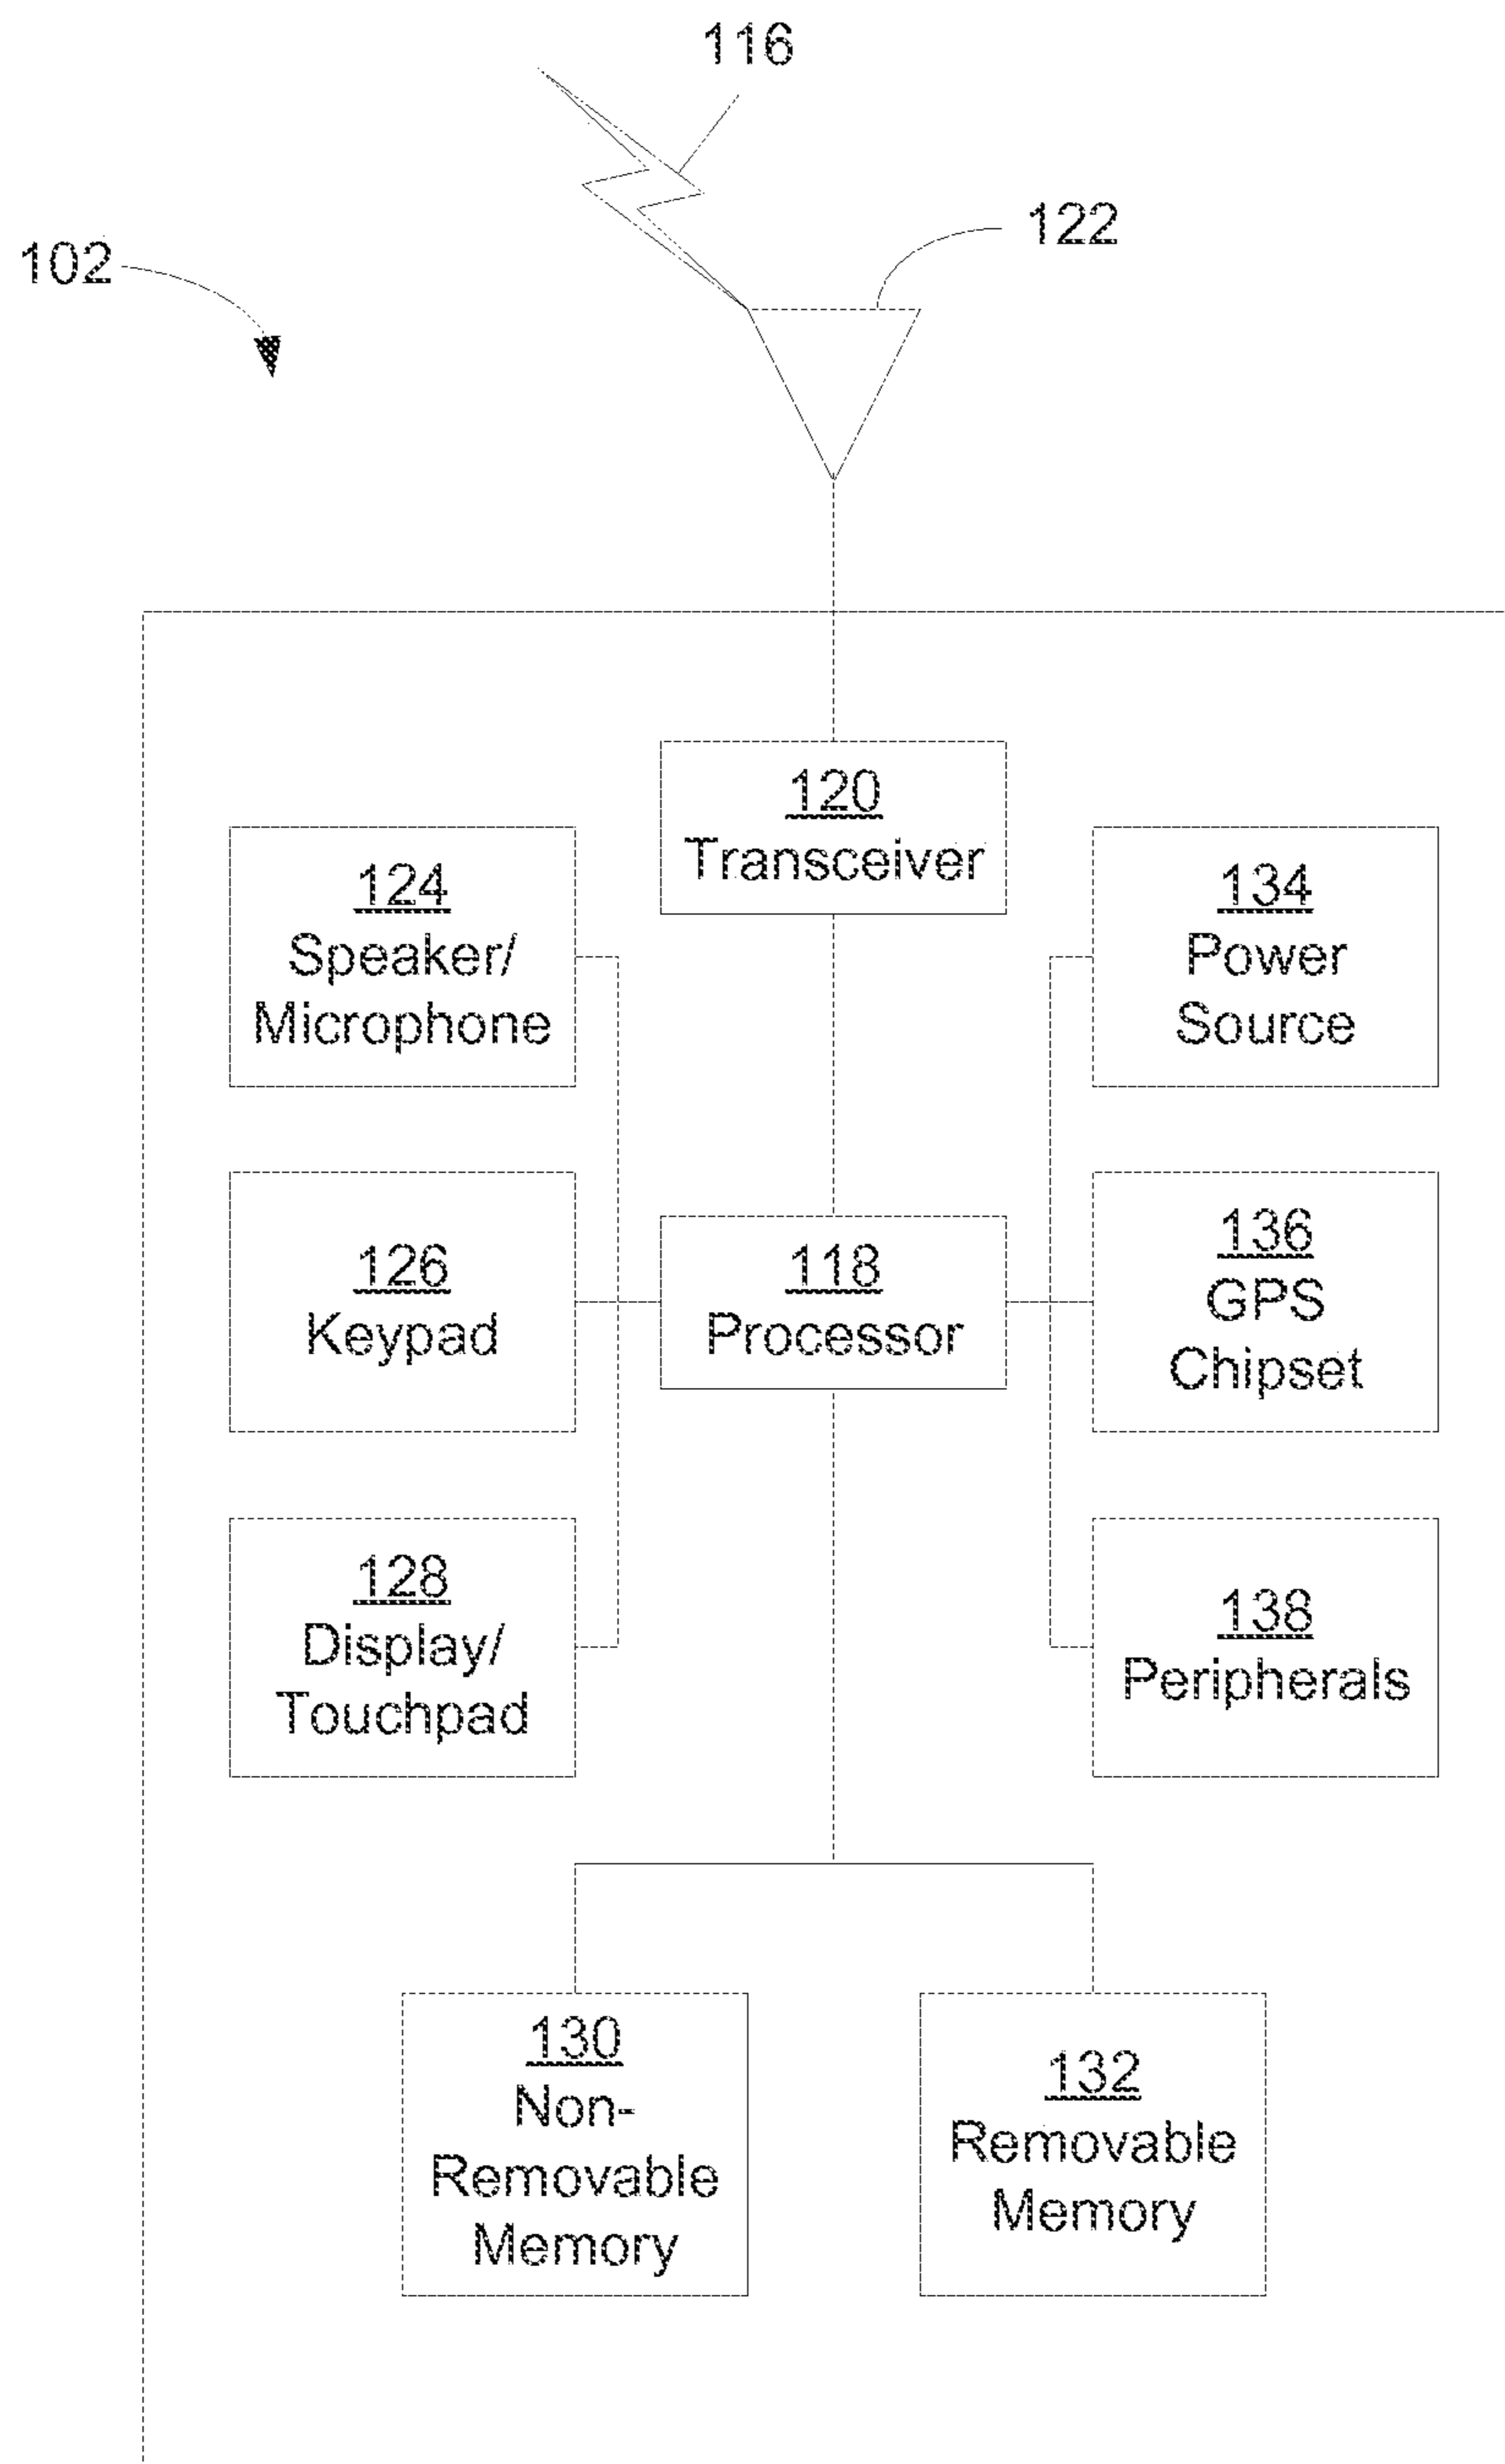 116
122
102
120
Transceiver
124
Speaker/
Microphone
134
Power
Source
126
Keypad
118
Processor
136
GPS
Chipset
128
Display/
Touchpad
138
Peripherals
130
Non-
Removable
Memory
132
Removable
Memory